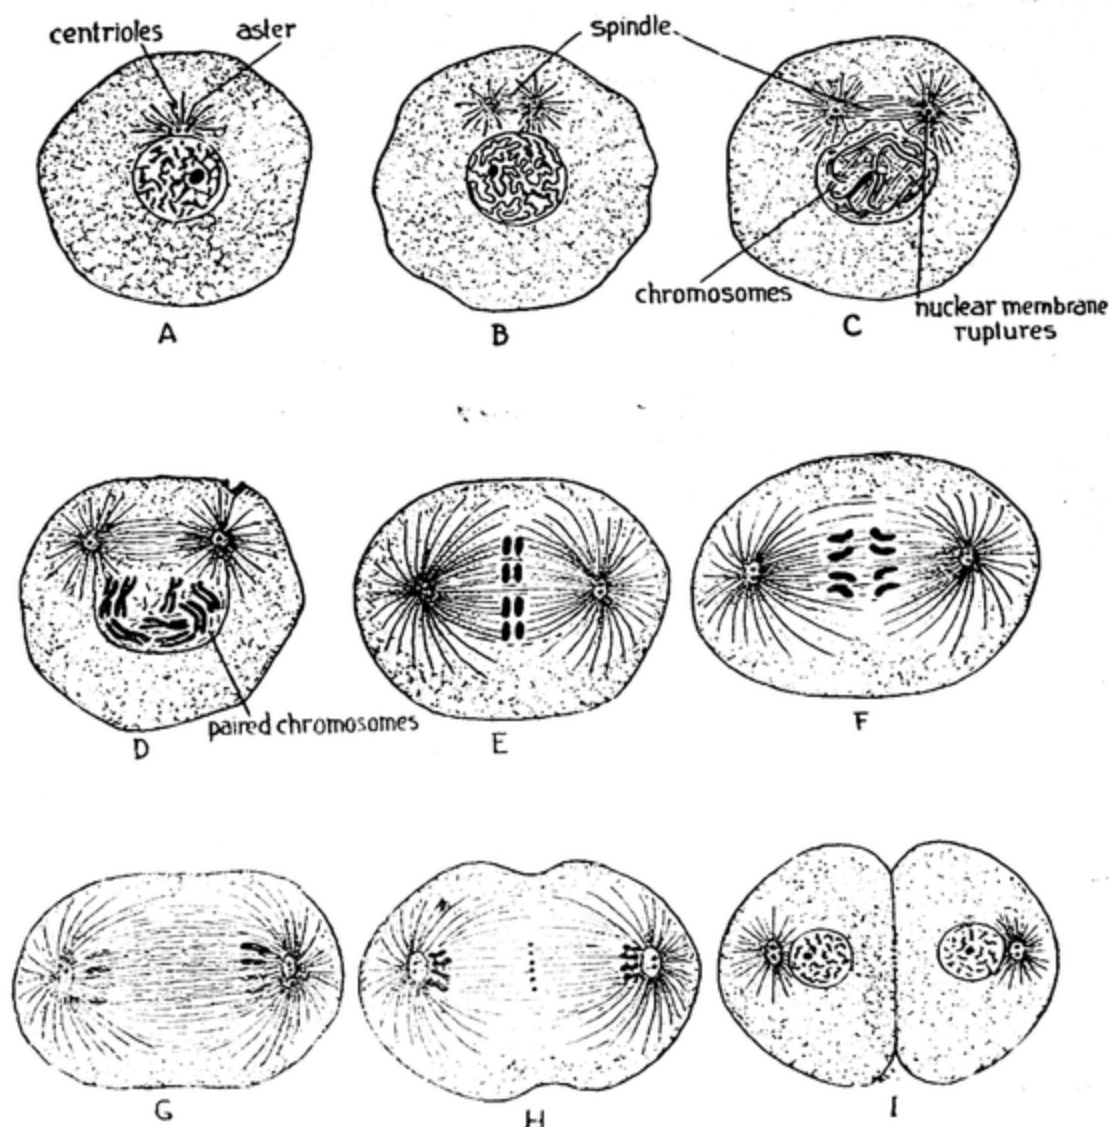 centrioles
aster
spindle
chromosomes
nuclear membrane
ruptures
A
B
C
paired chromosomes
D
E
F
G
H
I